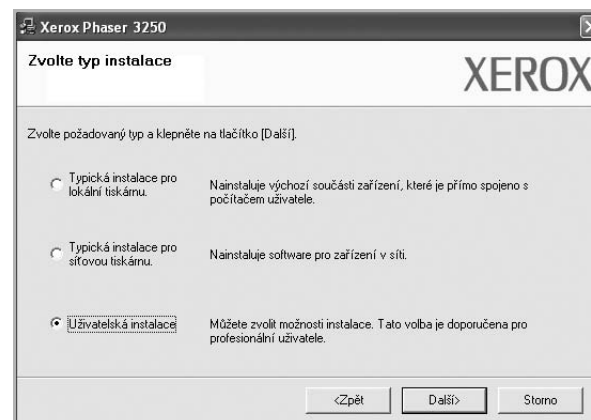 Xerox Phaser 3250
Zvolte typ instalace
XEROX
Zvolte požadovaný typ a klepněte na tlačítko [Další].
Typická instalace pro
lokální tiskárnu.
Nainstaluje výchozí součásti zařízení, které je přímo spojeno s
počítačem uživatele.
Typická instalace pro
síťovou tiskárnu.
Nainstaluje software pro zařízení v síti.
Uživatelská instalace
Můžete zvolit možnosti instalace. Tato volba je doporučena pro
profesionální uživatele.
<Zpět
Další>
Storno